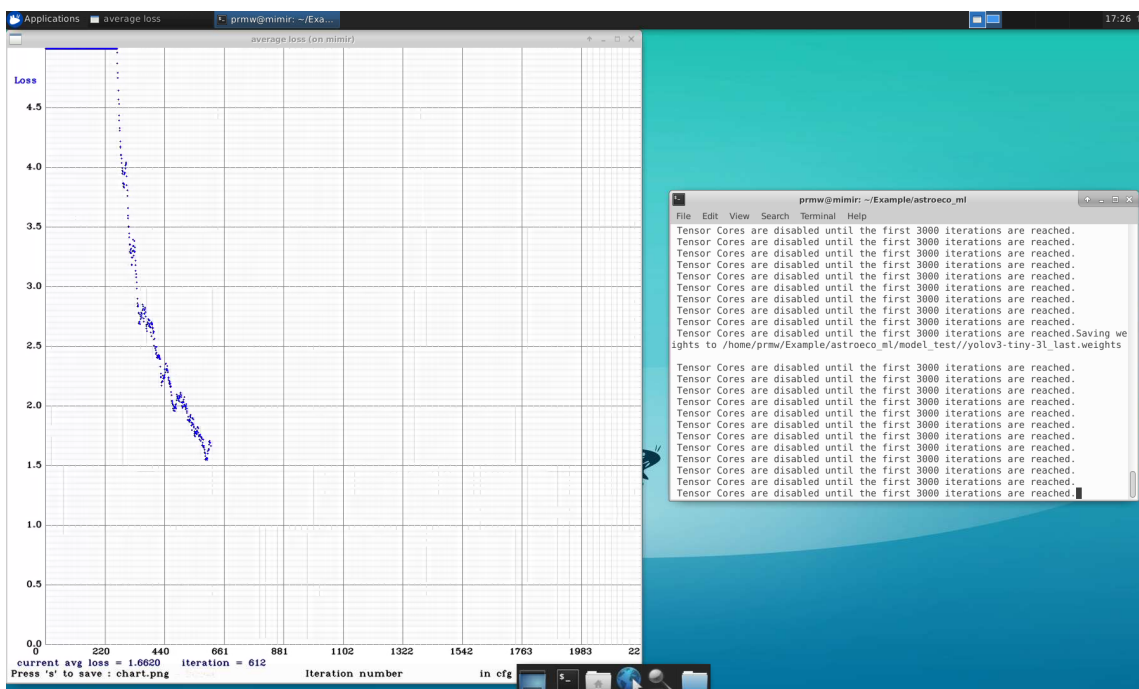 Applications average loss prmw@mimir: ~/Exa... 17:26
average loss (on mimir)
Loss
4.5
4.0
3.5
3.0
2.5
2.0
1.5
1.0
0.5
0.0
0 220 440 661 881 1102 1322 1542 1763 1983 22
current avg loss = 1.6620 iteration = 612
Press 's' to save : chart.png Iteration number in cfg
prmw@mimir: ~/Example/astroeco_ml
File Edit View Search Terminal Help
Tensor Cores are disabled until the first 3000 iterations are reached.
Tensor Cores are disabled until the first 3000 iterations are reached.
Tensor Cores are disabled until the first 3000 iterations are reached.
Tensor Cores are disabled until the first 3000 iterations are reached.
Tensor Cores are disabled until the first 3000 iterations are reached.
Tensor Cores are disabled until the first 3000 iterations are reached.
Tensor Cores are disabled until the first 3000 iterations are reached.
Tensor Cores are disabled until the first 3000 iterations are reached.
Tensor Cores are disabled until the first 3000 iterations are reached.
Tensor Cores are disabled until the first 3000 iterations are reached.Saving we
ights to /home/prmw/Example/astroeco_ml/model_test//yolov3-tiny-3l_last.weights
Tensor Cores are disabled until the first 3000 iterations are reached.
Tensor Cores are disabled until the first 3000 iterations are reached.
Tensor Cores are disabled until the first 3000 iterations are reached.
Tensor Cores are disabled until the first 3000 iterations are reached.
Tensor Cores are disabled until the first 3000 iterations are reached.
Tensor Cores are disabled until the first 3000 iterations are reached.
Tensor Cores are disabled until the first 3000 iterations are reached.
Tensor Cores are disabled until the first 3000 iterations are reached.
Tensor Cores are disabled until the first 3000 iterations are reached.
Tensor Cores are disabled until the first 3000 iterations are reached.
Tensor Cores are disabled until the first 3000 iterations are reached.
Tensor Cores are disabled until the first 3000 iterations are reached.